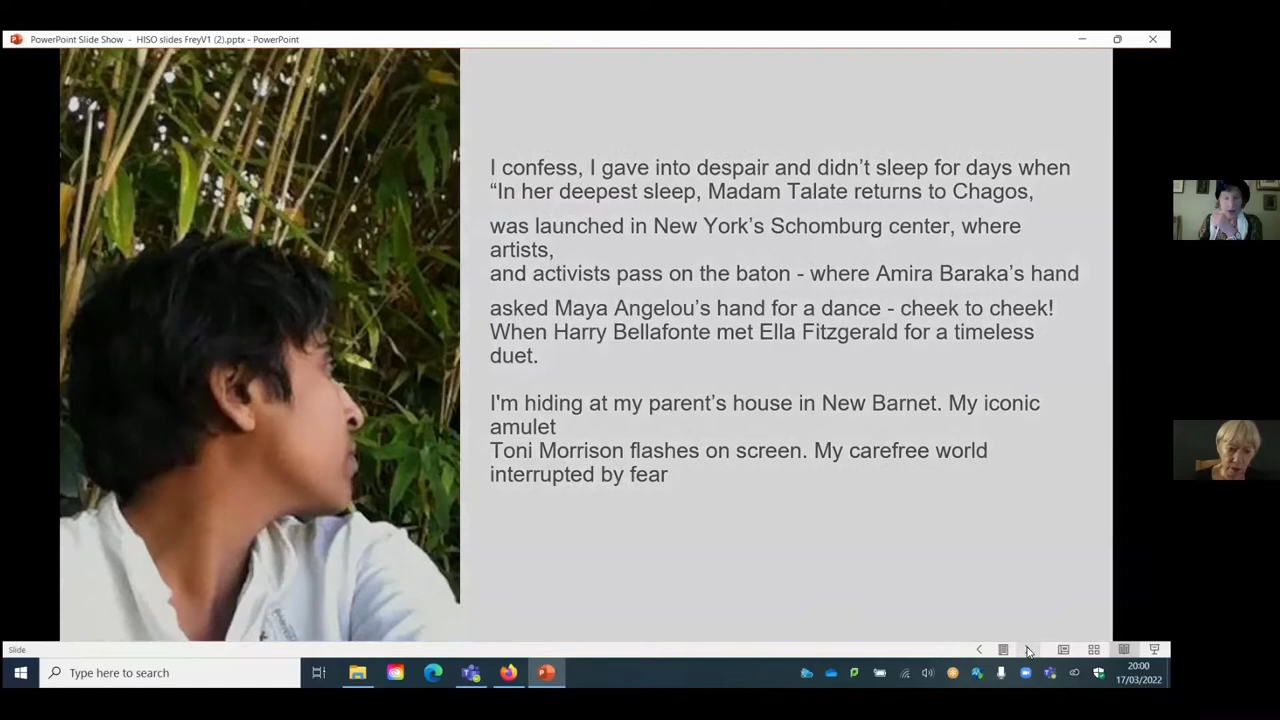 PowerPoint Slide Show - HISO slides FreyV1 (2).pptx - PowerPoint
I confess, I gave into despair and didn’t sleep for days when
“In her deepest sleep, Madam Talate returns to Chagos,
was launched in New York’s Schomburg center, where
artists,
and activists pass on the baton - where Amira Baraka’s hand
asked Maya Angelou’s hand for a dance - cheek to cheek!
When Harry Bellafonte met Ella Fitzgerald for a timeless
duet.
I'm hiding at my parent’s house in New Barnet. My iconic
amulet
Toni Morrison flashes on screen. My carefree world
interrupted by fear
Slide
Type here to search
20:00
17/03/2022